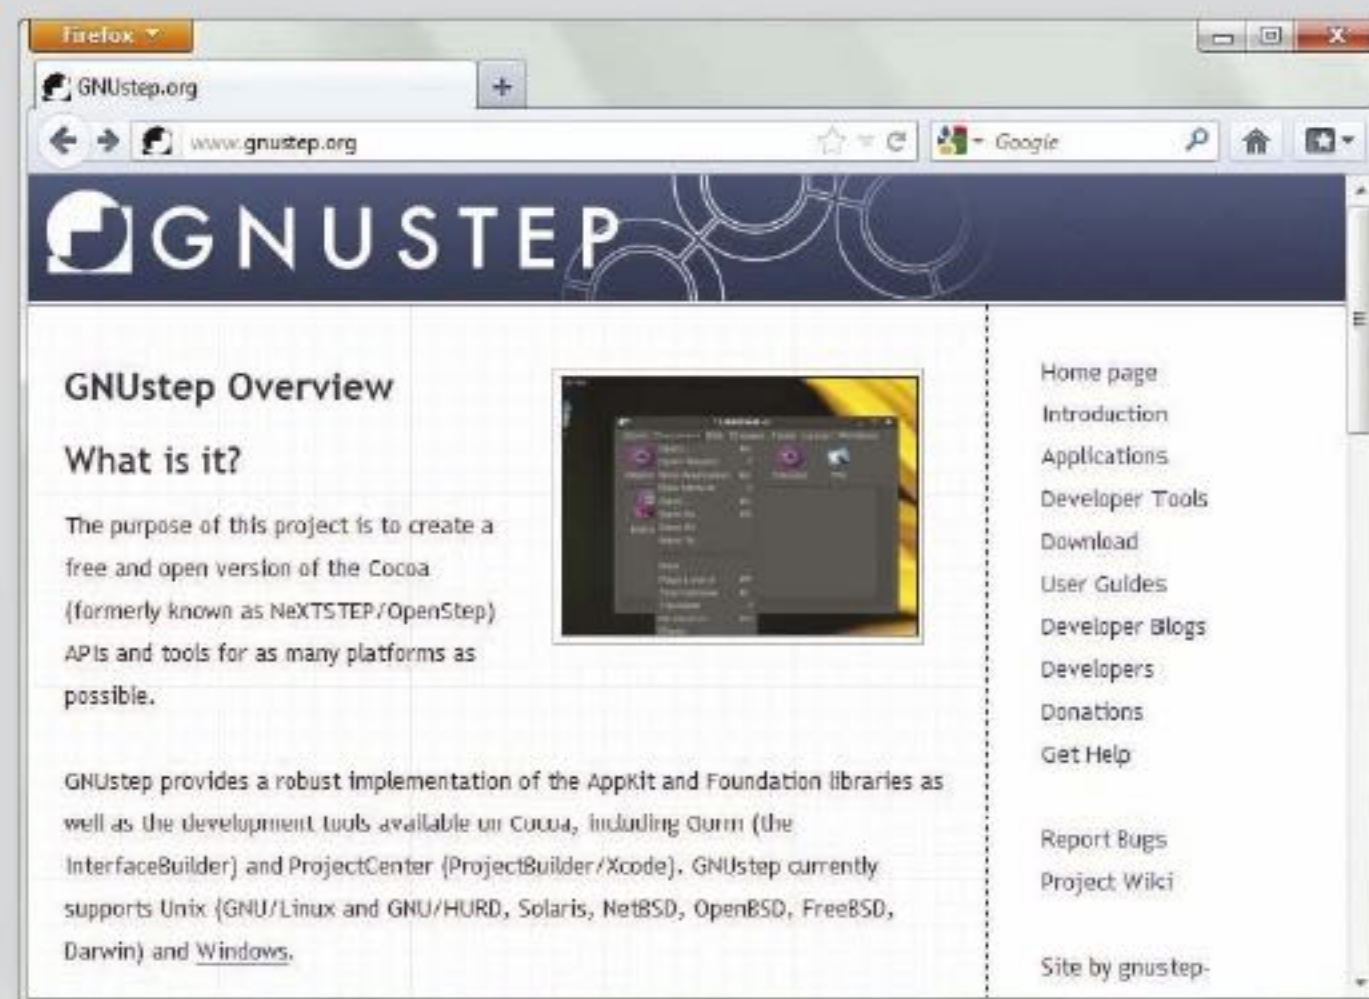 Firefox
GNUstep.org
www.gnustep.org
Google
GNUSTEP
GNUstep Overview
What is it?
The purpose of this project is to create a
free and open version of the Cocoa
(formerly known as NeXTSTEP/OpenStep)
APIs and tools for as many platforms as
possible.
GNUstep provides a robust implementation of the AppKit and Foundation libraries as
well as the development tools available on Cocoa, including Gorm (the
InterfaceBuilder) and ProjectCenter (ProjectBuilder/Xcode). GNUstep currently
supports Unix (GNU/Linux and GNU/HURD, Solaris, NetBSD, OpenBSD, FreeBSD,
Darwin) and Windows.
Home page
Introduction
Applications
Developer Tools
Download
User Guides
Developer Blogs
Developers
Donations
Get Help
Report Bugs
Project Wiki
Site by gnustep-